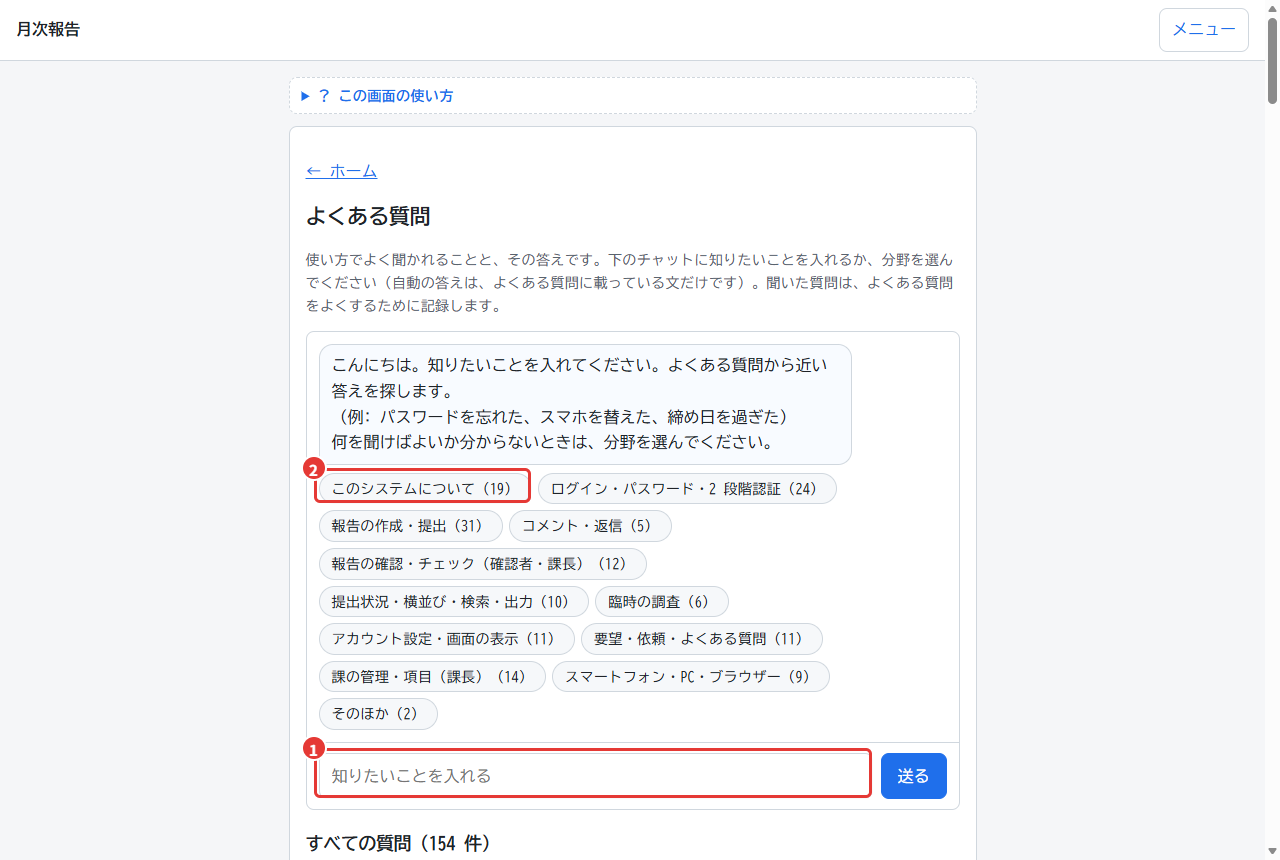 月次報告
メニュー
▶ ? この画面の使い方
← ホーム
よくある質問
使い方でよく聞かれることと、その答えです。下のチャットに知りたいことを入れるか、分野を選ん
でください（自動の答えは、よくある質問に載っている文だけです）。聞いた質問は、よくある質問
をよくするために記録します。
こんにちは。知りたいことを入れてください。よくある質問から近い
答えを探します。
（例: パスワードを忘れた、スマホを替えた、締め日を過ぎた）
何を聞けばよいか分からないときは、分野を選んでください。
2
このシステムについて（19） ログイン・パスワード・2 段階認証（24）
報告の作成・提出（31） コメント・返信（5）
報告の確認・チェック（確認者・課長）（12）
提出状況・横並び・検索・出力（10） 臨時の調査（6）
アカウント設定・画面の表示（11） 要望・依頼・よくある質問（11）
課の管理・項目（課長）（14） スマートフォン・PC・ブラウザー（9）
そのほか（2）
1
知りたいことを入れる 送る
すべての質問（154 件）